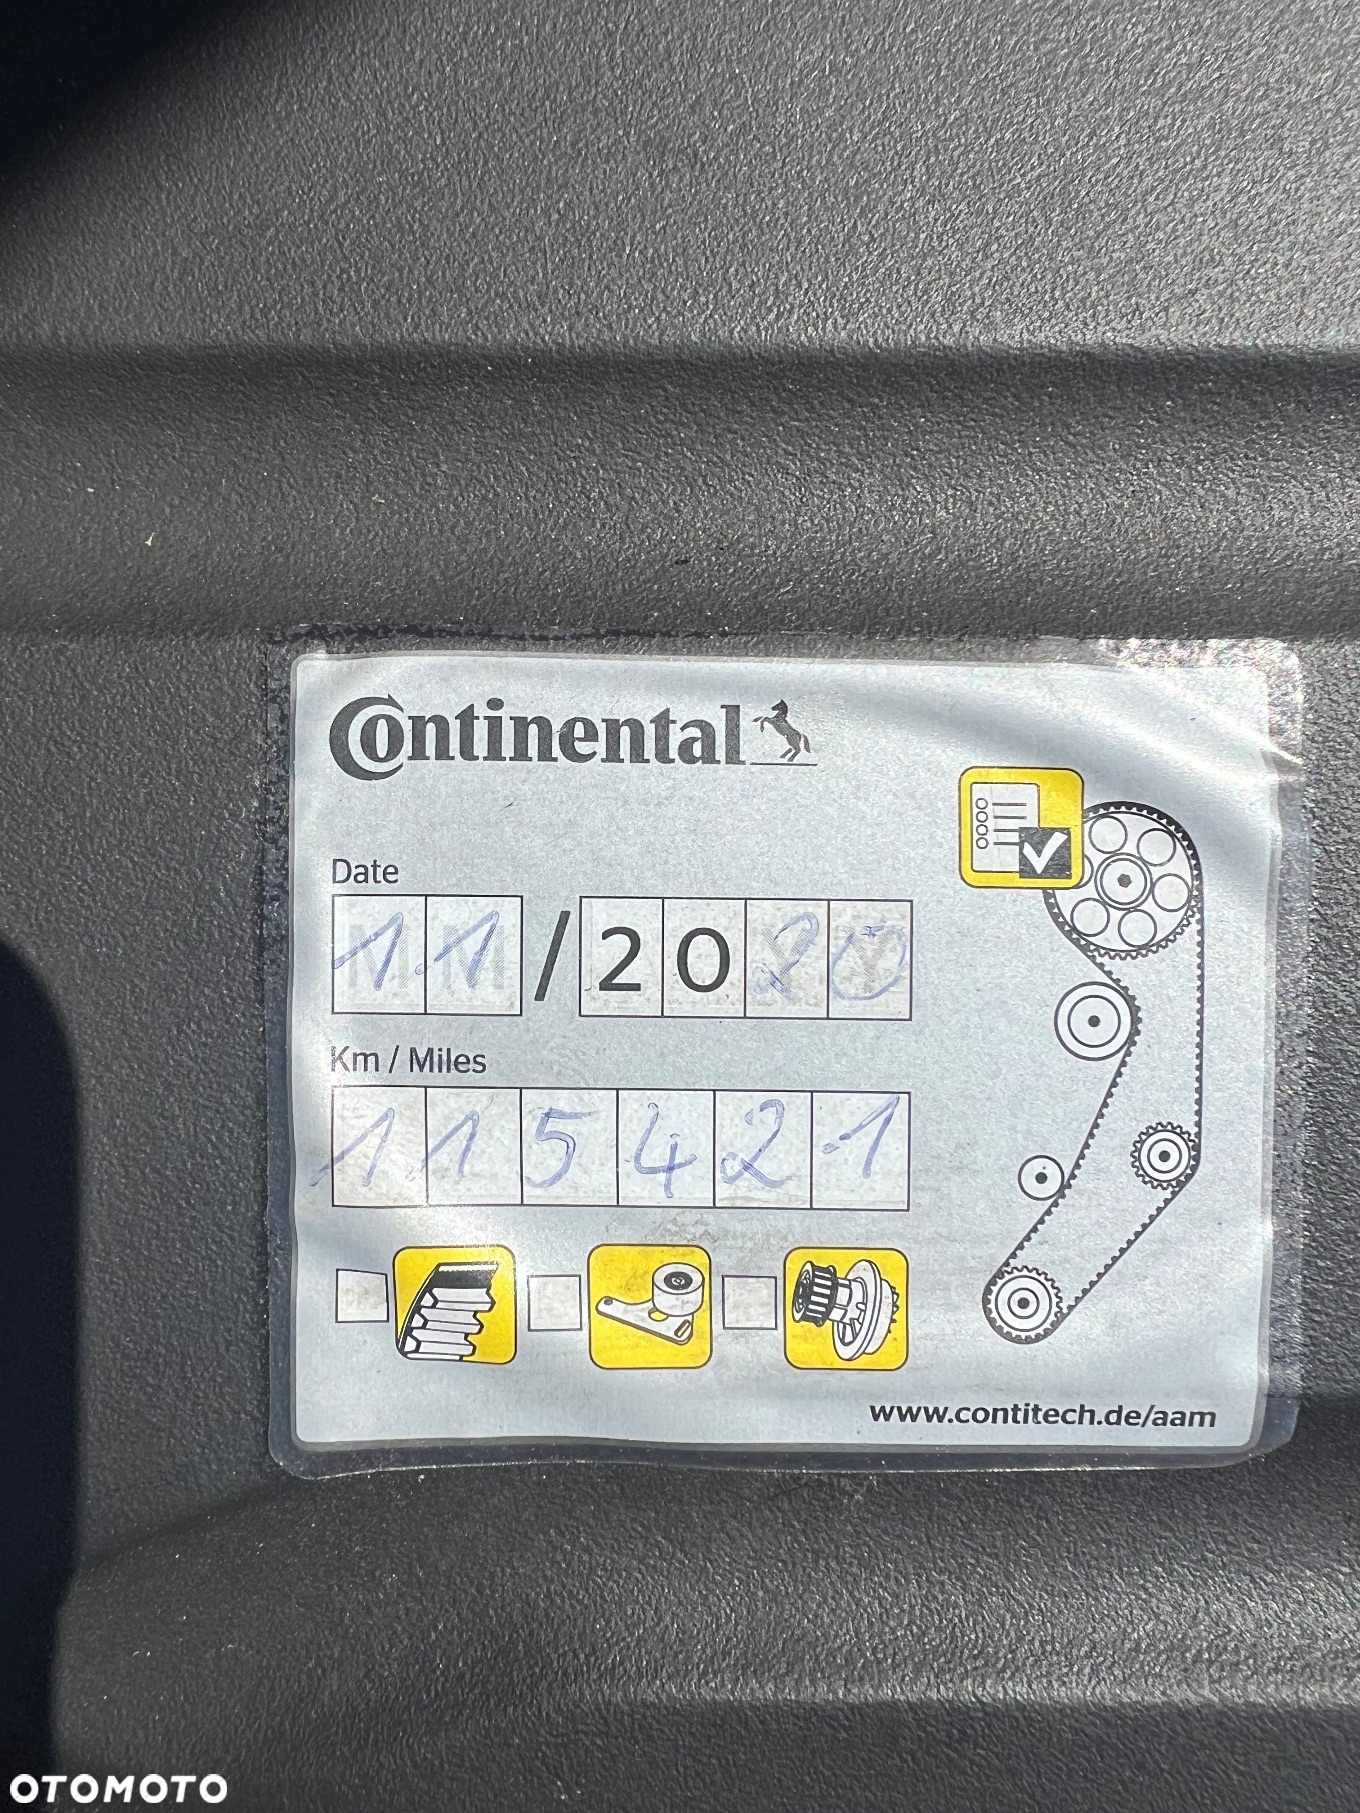 Continental
Date
11/2020
Km / Miles
115421
www.contitech.de/aam
OTOMOTO